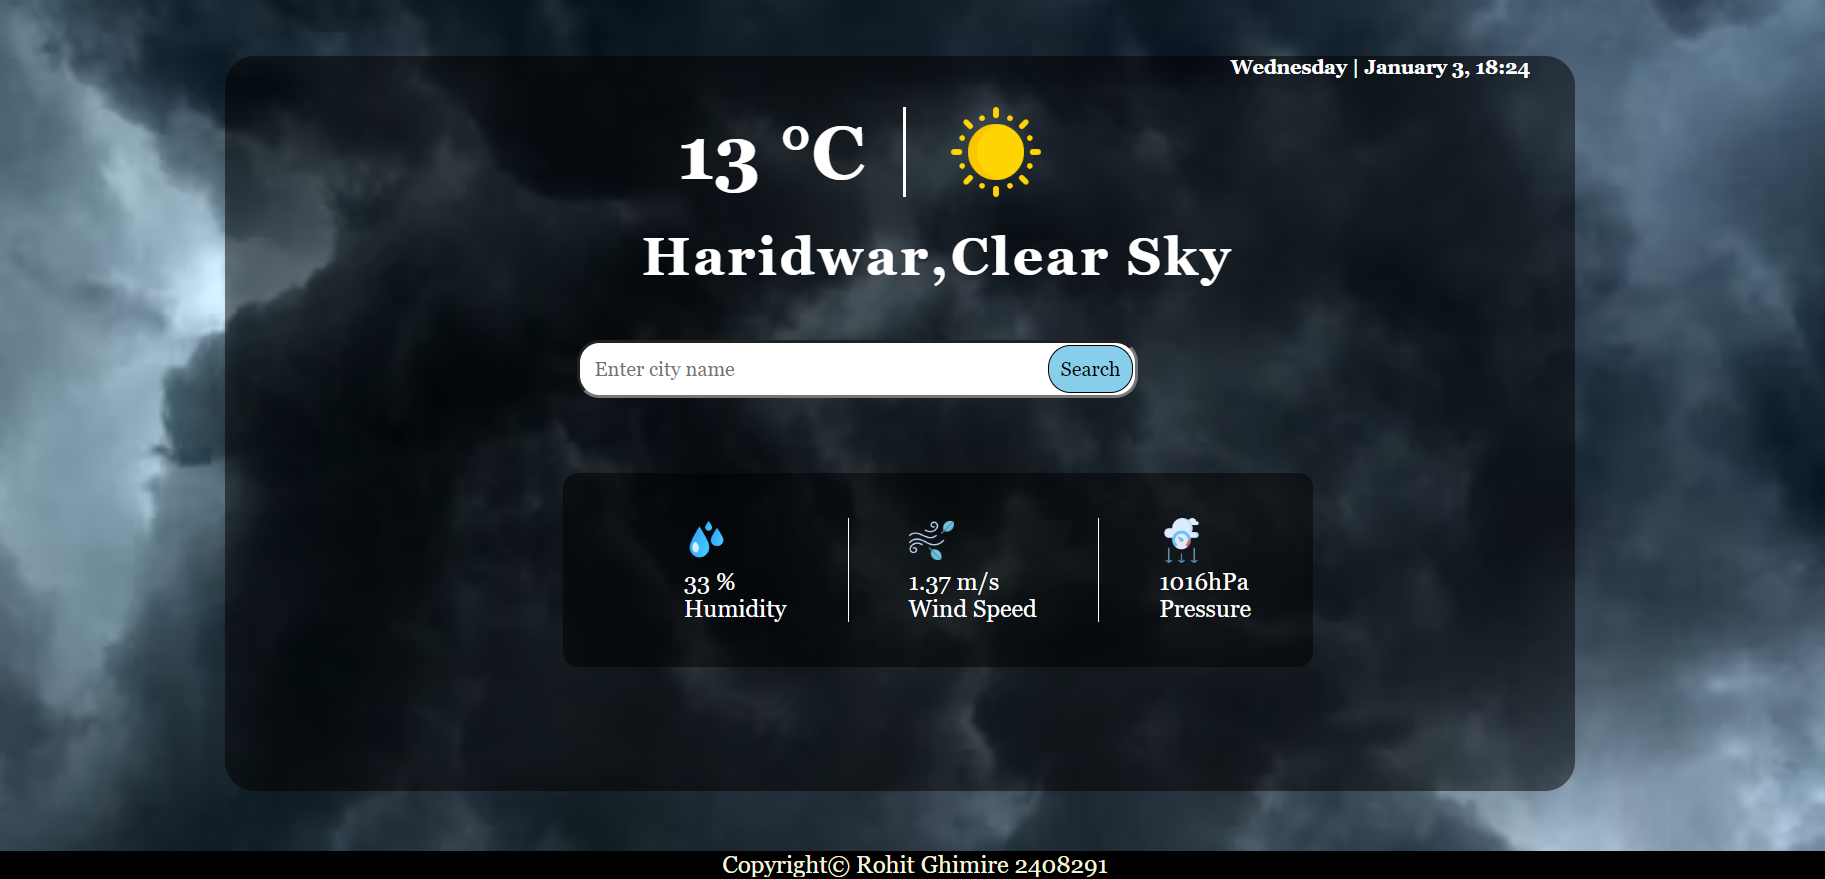 Wednesday | January 3, 18:24
13 °C
Haridwar,Clear Sky
Enter city name
Search
33 %
Humidity
1.37 m/s
Wind Speed
1016hPa
Pressure
Copyright© Rohit Ghimire 2408291